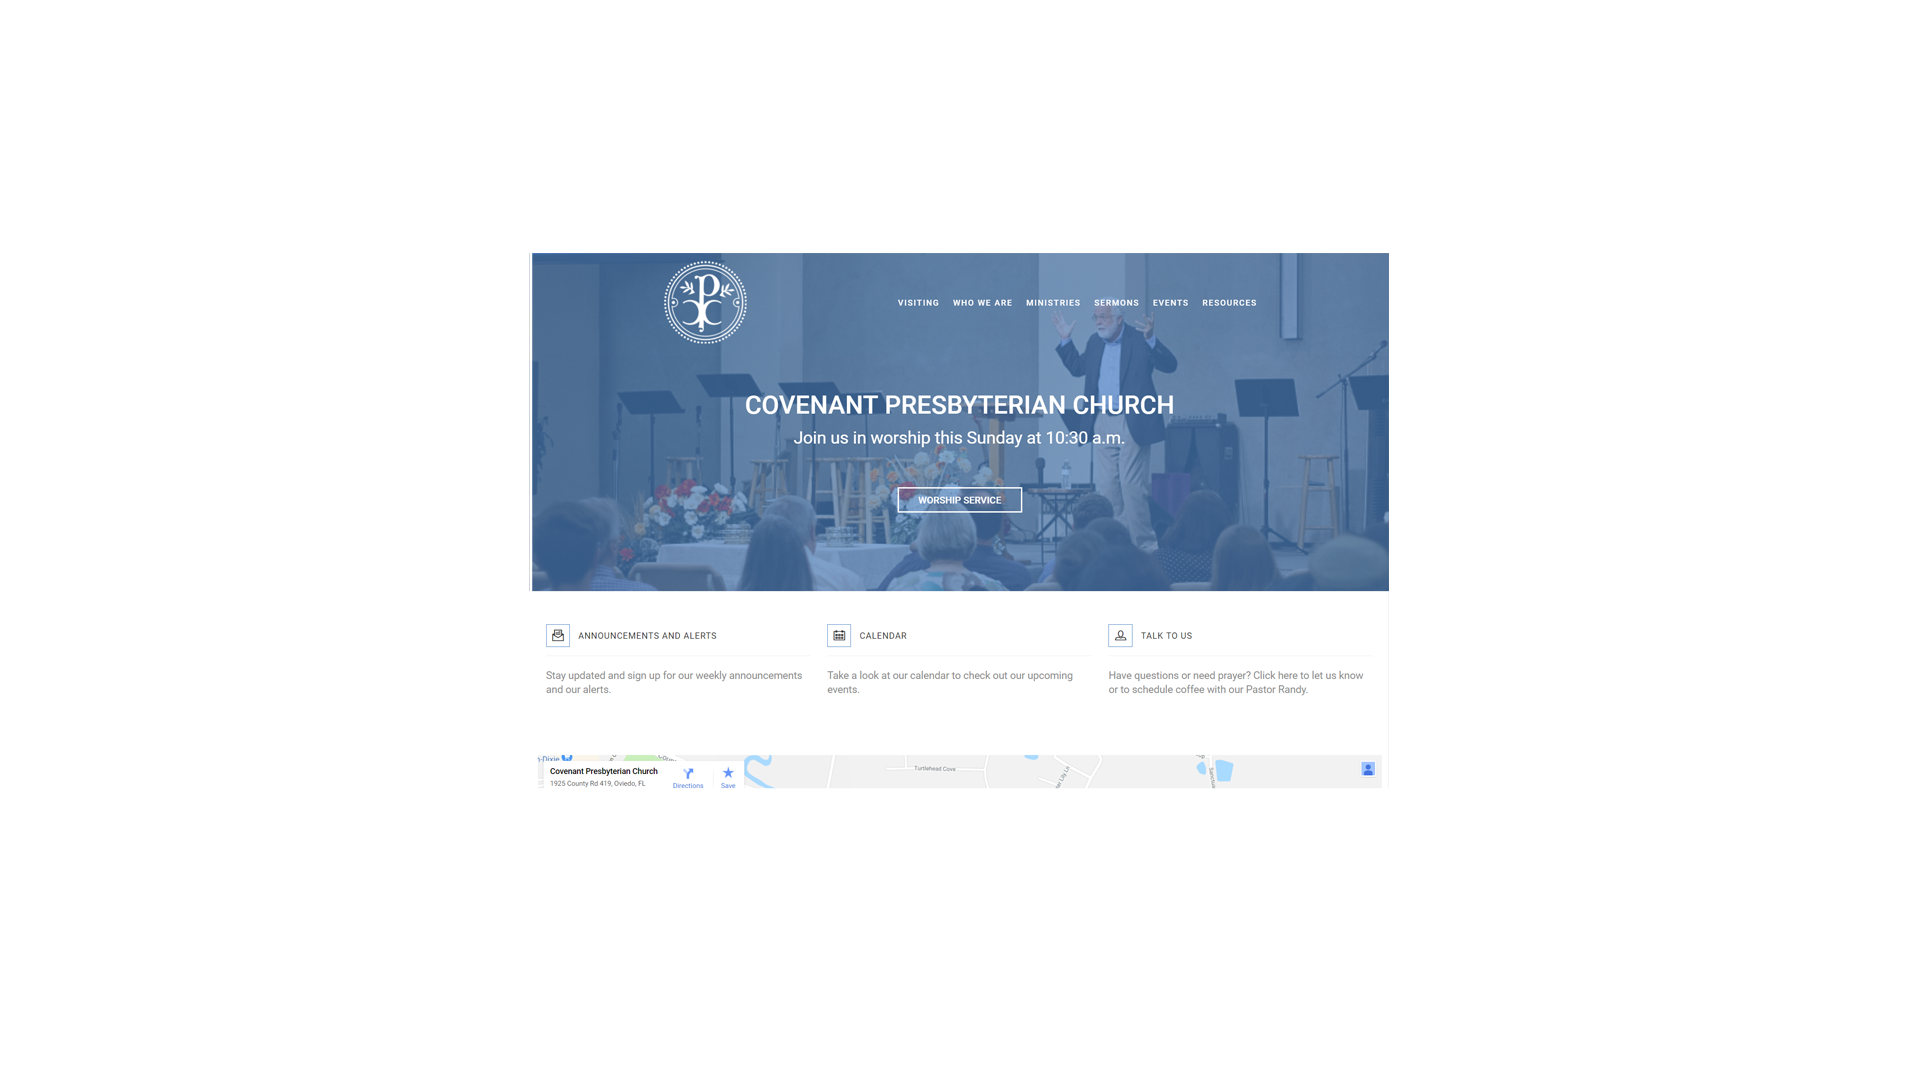 VISITING WHO WE ARE MINISTRIES SERMONS EVENTS RESOURCES
COVENANT PRESBYTERIAN CHURCH
Join us in worship this Sunday at 10:30 a.m.
WORSHIP SERVICE
ANNOUNCEMENTS AND ALERTS
Stay updated and sign up for our weekly announcements
and our alerts.
CALENDAR
Take a look at our calendar to check out our upcoming
events.
TALK TO US
Have questions or need prayer? Click here to let us know
or to schedule coffee with our Pastor Randy.
Covenant Presbyterian Church
1925 County Rd 419, Oviedo, FL
Directions
Save
Turtlehead Cove